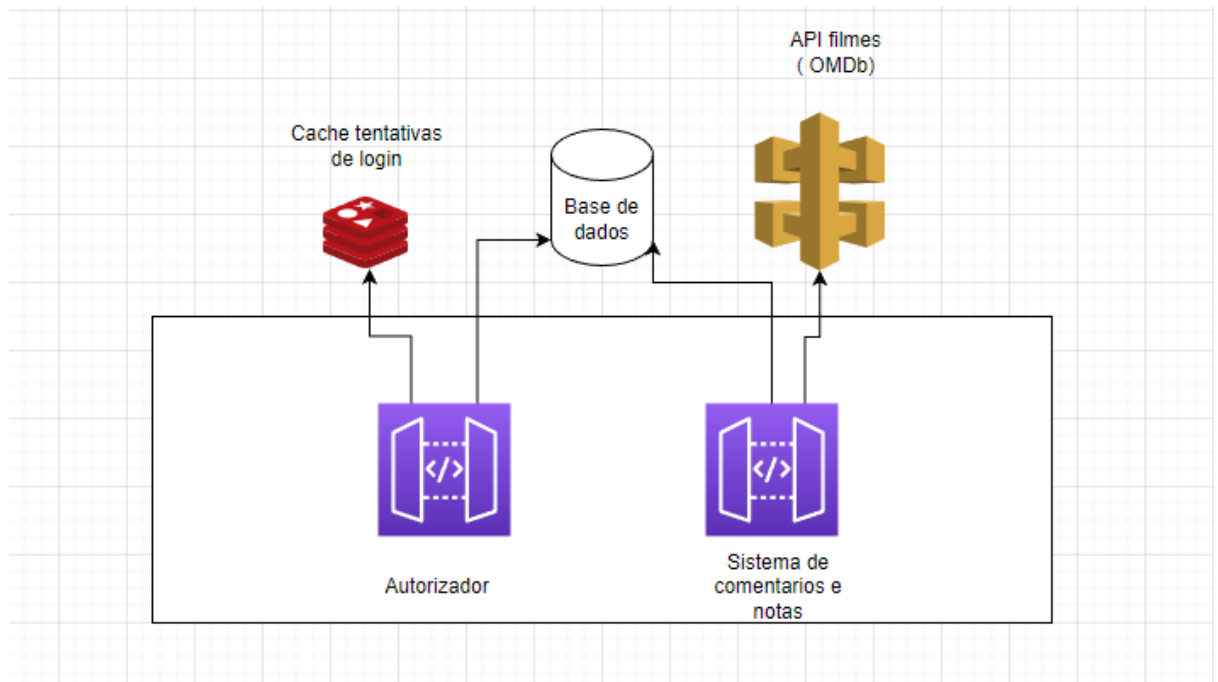 API filmes
( OMDb)
Cache tentativas
de login
Base de
dados
</>
</>
Autorizador
Sistema de
comentarios e
notas